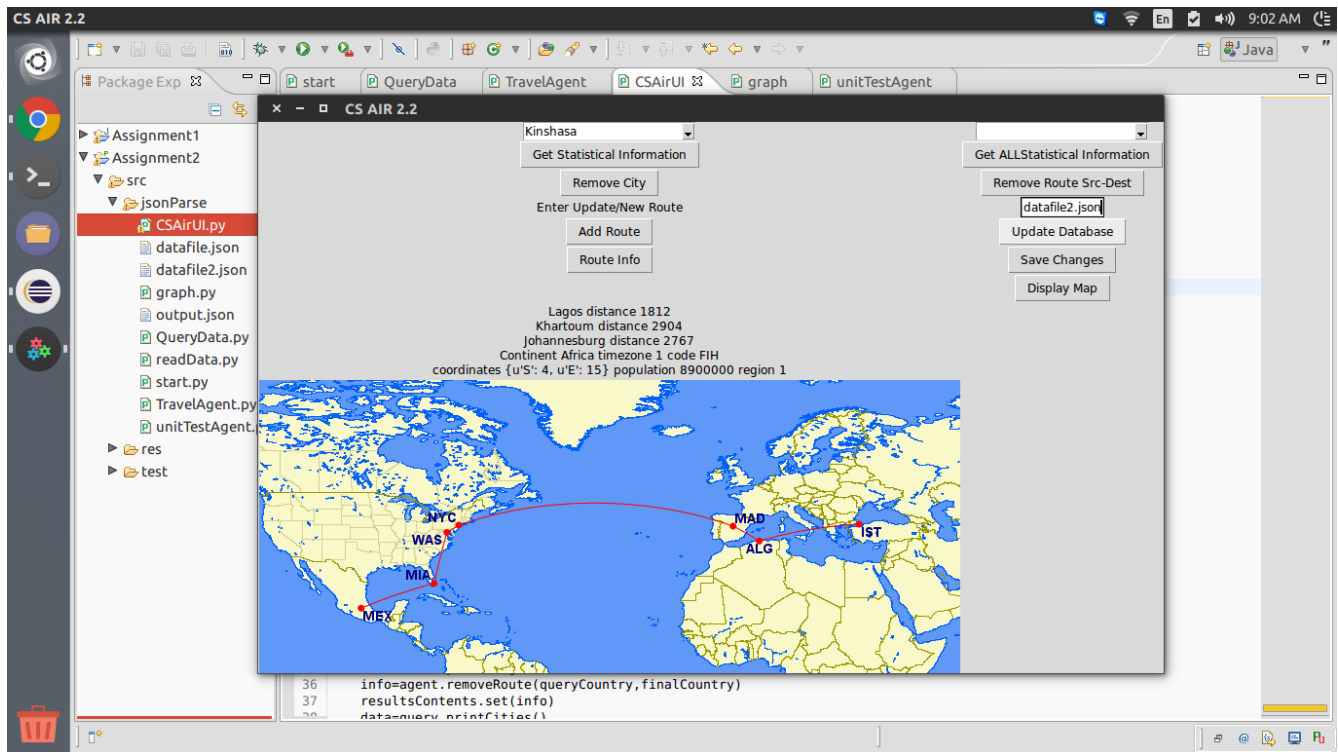 CS AIR 2.2
En
9:02 AM
Java
Package Exp
start
QueryData
TravelAgent
CSAirUI
graph
unitTestAgent
CS AIR 2.2
Assignment1
Assignment2
src
jsonParse
CSAirUI.py
datafile.json
datafile2.json
graph.py
output.json
QueryData.py
readData.py
start.py
TravelAgent.py
unitTestAgent.
res
test
Kinshasa
Get Statistical Information
Get ALLStatistical Information
Remove City
Remove Route Src-Dest
Enter Update/New Route
datafile2.json
Add Route
Update Database
Route Info
Save Changes
Display Map
Lagos distance 1812
Khartoum distance 2904
Johannesburg distance 2767
Continent Africa timezone 1 code FIH
coordinates {u'S': 4, u'E': 15} population 8900000 region 1
NYC
WAS
MIA
MEX
MAD
ALG
IST
36 info=agent.removeRoute(queryCountry,finalCountry)
37 resultsContents.set(info)
data=query.printCities()